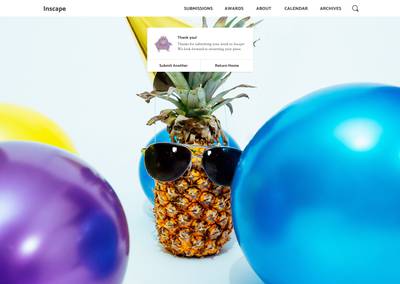 Inscape
SUBMISSIONS
AWARDS
ABOUT
CALENDAR
ARCHIVES
Thank you!
Thanks for submitting your work to Inscape!
We look forward to reviewing your piece.
Submit Another
Return Home